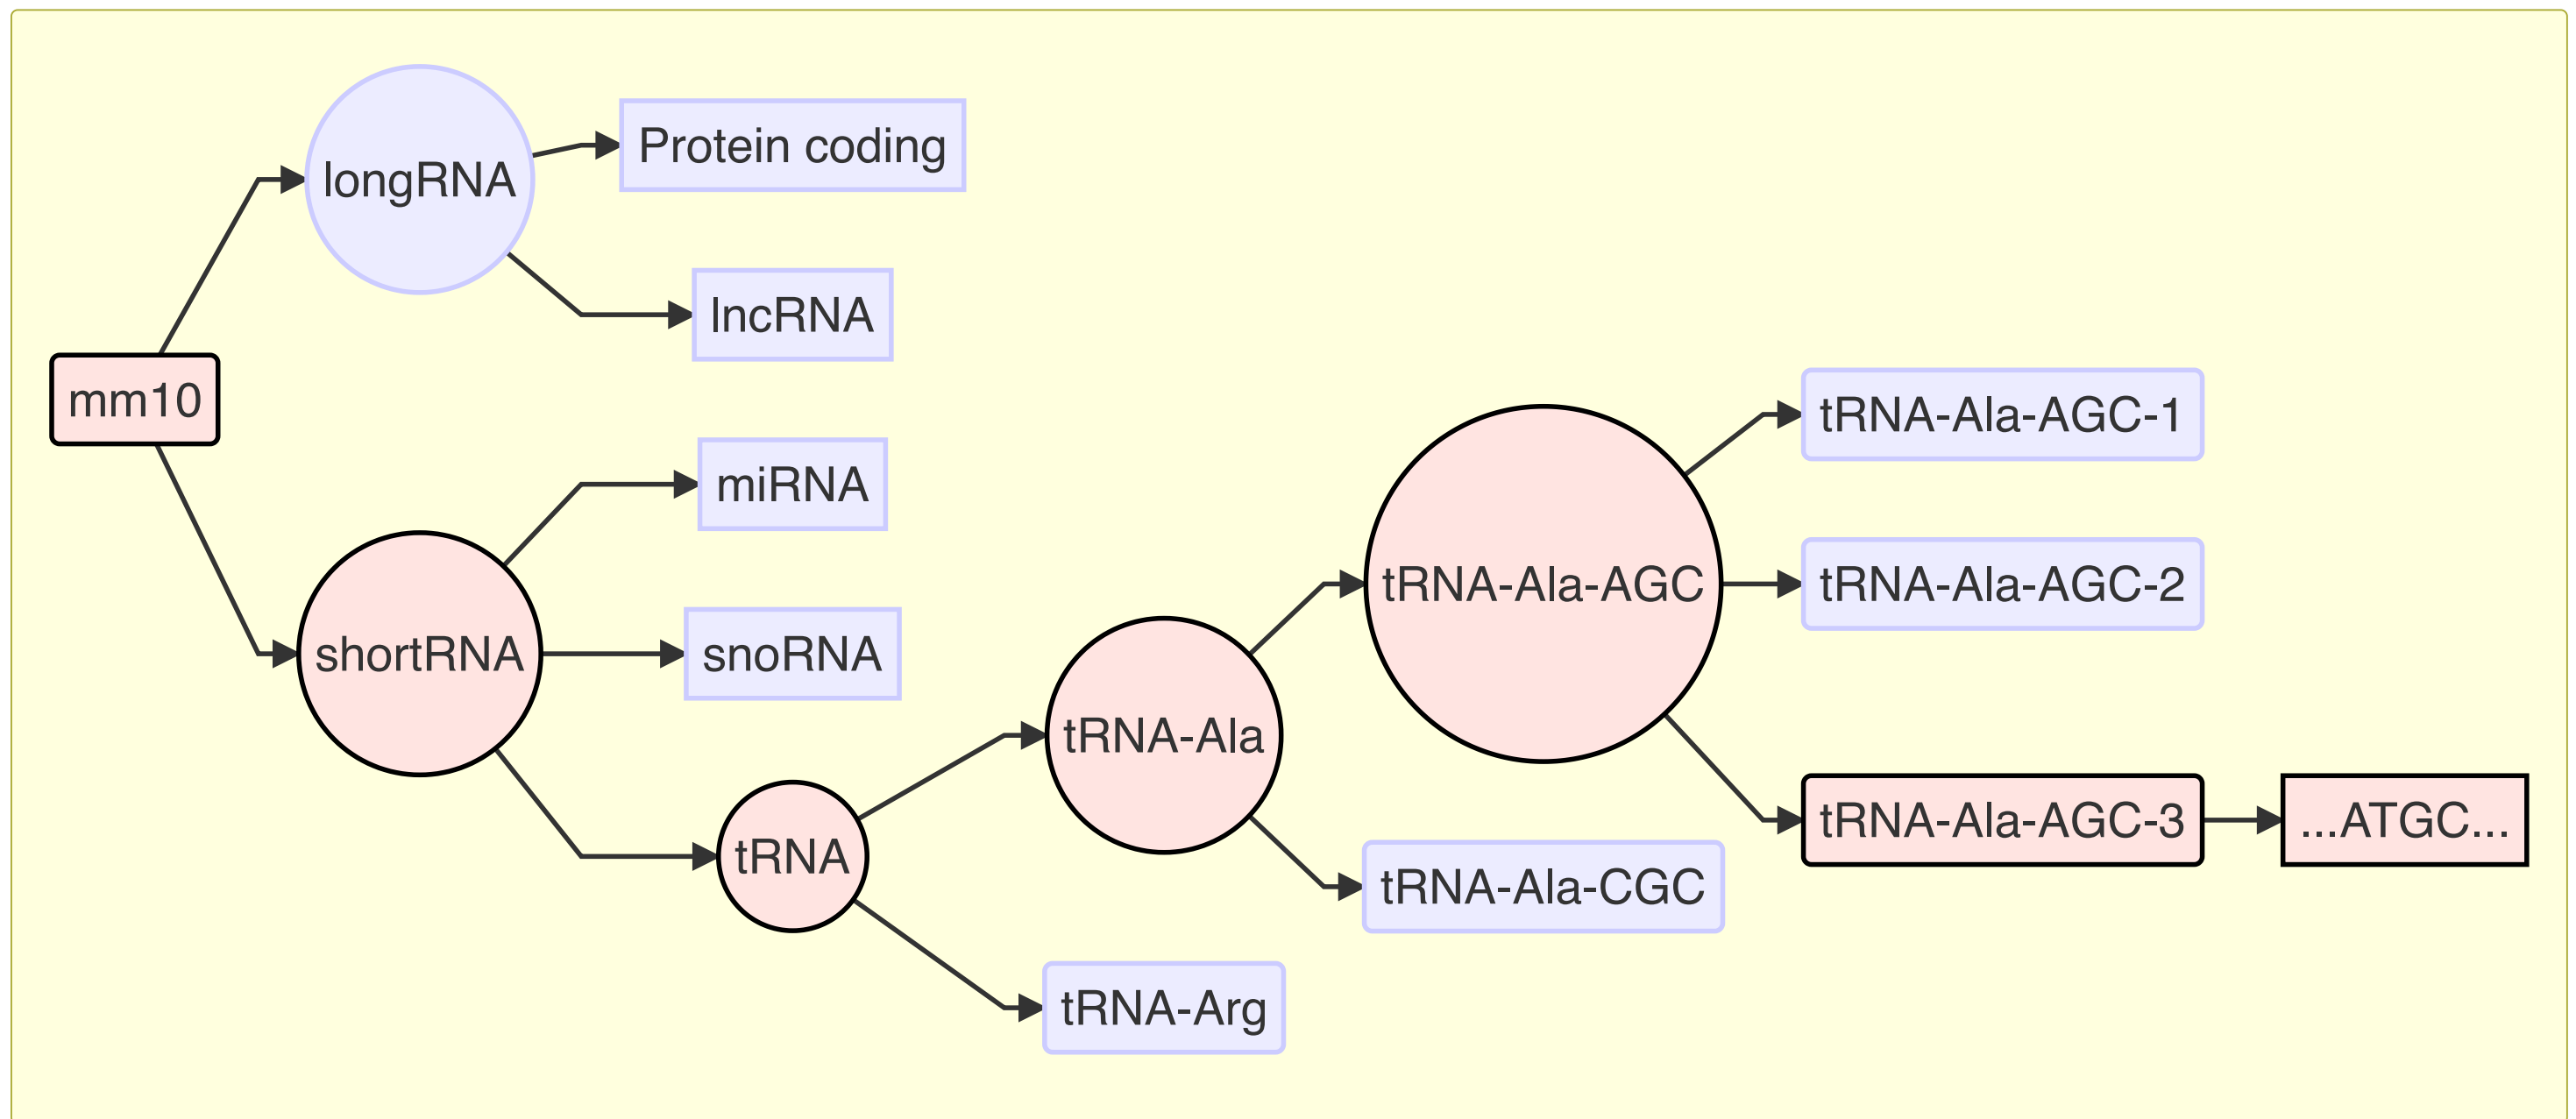 mm10
longRNA
Protein coding
lncRNA
shortRNA
miRNA
snoRNA
tRNA
tRNA-Ala
tRNA-Arg
tRNA-Ala-AGC
tRNA-Ala-CGC
tRNA-Ala-AGC-1
tRNA-Ala-AGC-2
tRNA-Ala-AGC-3
...ATGC...